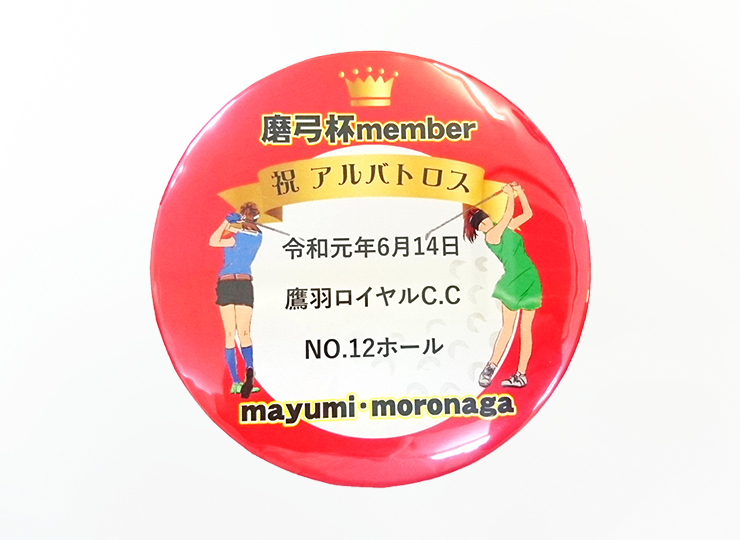 磨弓杯member
祝 アルバトロス
令和元年6月14日
鷹羽ロイヤルC.C
NO.12ホール
mayumi・moronaga